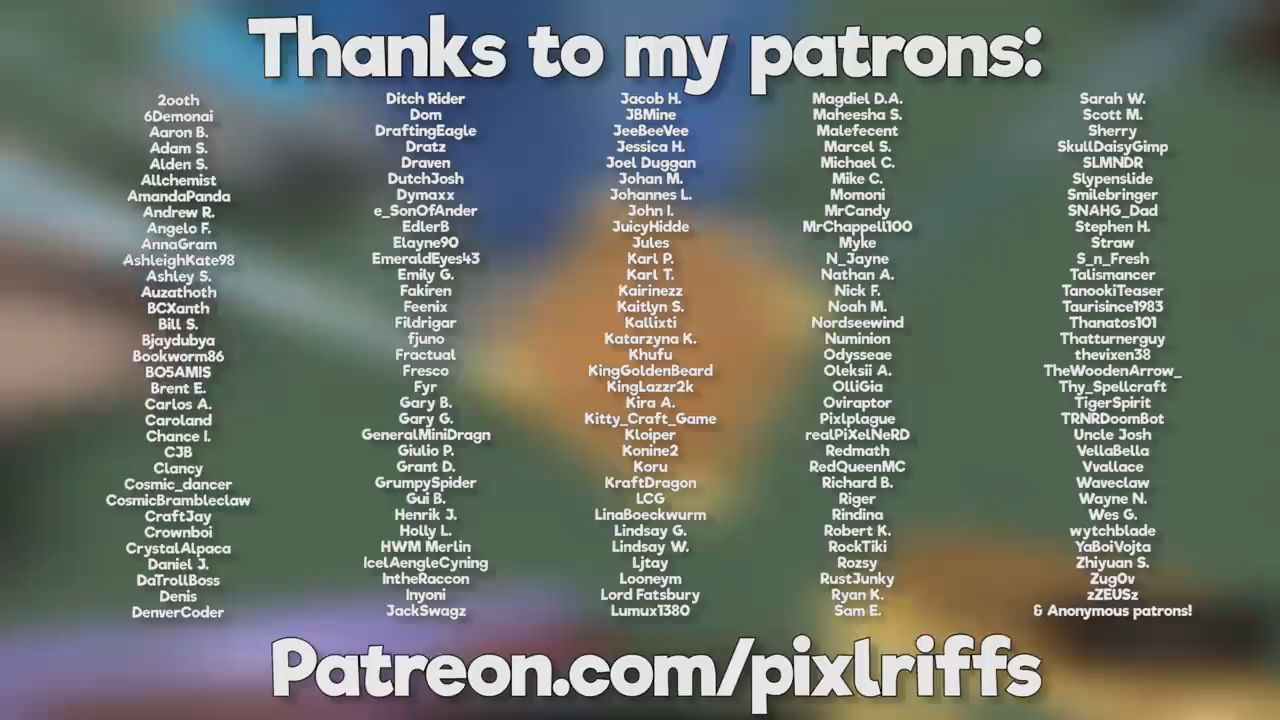 Thanks to my patrons:
2ooth
6Demonai
Aaron B.
Adam S.
Alden S.
Allchemist
AmandaPanda
Andrew R.
Angelo F.
AnnaGram
AshleighKate98
Ashley S.
Auzathoth
BCXanth
Bill S.
Bjaydubya
Bookworm86
BO5AMIS
Brent E.
Carlos A.
Caroland
Chance I.
CJB
Clancy
Cosmic_dancer
CosmicBrambleclaw
CraftJay
Crownboi
CrystalAlpaca
Daniel J.
DaTrollBoss
Denis
DenverCoder
Ditch Rider
Dom
DraftingEagle
Dratz
Draven
DutchJosh
Dymaxx
e_SonOfAnder
EdlerB
Elayne90
EmeraldEyes43
Emily G.
Fakiren
Feenix
Fildrigar
fjuno
Fractual
Fresco
Fyr
Gary B.
Gary G.
GeneralMiniDragn
Giulio P.
Grant D.
GrumpySpider
Gui B.
Henrik J.
Holly L.
HWM Merlin
IcelAengleCyning
IntheRaccon
Inyoni
JackSwagz
Jacob H.
JBMine
JeeBeeVee
Jessica H.
Joel Duggan
Johan M.
Johannes L.
John I.
JuicyHidde
Jules
Karl P.
Karl T.
Kairinezz
Kaitlyn S.
Kallixti
Katarzyna K.
Khufu
KingGoldenBeard
KingLazzr2k
Kira A.
Kitty_Craft_Game
Kloiper
Konine2
Koru
KraftDragon
LCG
LinaBoeckwurm
Lindsay G.
Lindsay W.
Ljtay
Looneym
Lord Fatsbury
Lumux1380
Magdiel D.A.
Maheesha S.
Malefecent
Marcel S.
Michael C.
Mike C.
Momoni
MrCandy
MrChappell100
Myke
N_Jayne
Nathan A.
Nick F.
Noah M.
Nordseewind
Numinion
Odysseae
Oleksii A.
OlliGia
Oviraptor
Pixlplague
realPiXelNeRD
Redmath
RedQueenMC
Richard B.
Riger
Rindina
Robert K.
RockTiki
Rozsy
RustJunky
Ryan K.
Sam E.
Sarah W.
Scott M.
Sherry
SkullDaisyGimp
SLMNDR
Slypenslide
Smilebringer
SNAHG_Dad
Stephen H.
Straw
S_n_Fresh
Talismancer
TanookiTeaser
Taurisince1983
Thanatos101
Thatturnerguy
thevixen38
TheWoodenArrow_
Thy_Spellcraft
TigerSpirit
TRNRDoomBot
Uncle Josh
VellaBella
Vvallace
Waveclaw
Wayne N.
Wes G.
wytchblade
YaBoiVojta
Zhiyuan S.
Zug0v
zZEUSz
& Anonymous patrons!
Patreon.com/pixlriffs